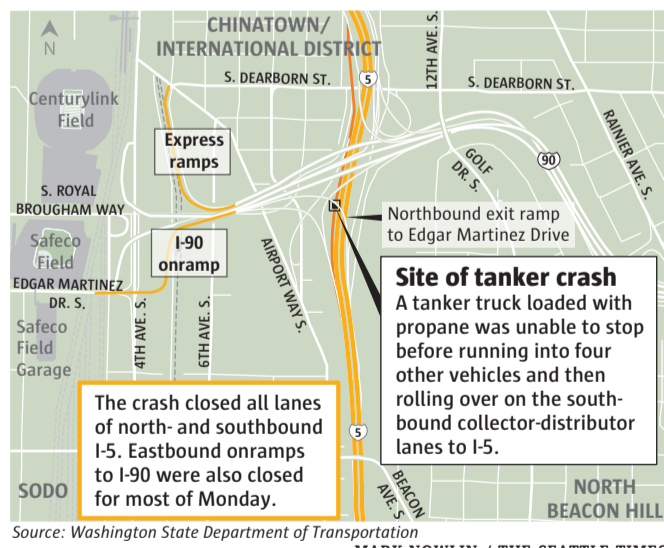 CHINATOWN/
INTERNATIONAL DISTRICT
N
5
12TH AVE. S.
S. DEARBORN ST.
S. DEARBORN ST.
Centurylink
Field
RAINIER AVE. S.
Express
ramps
GOLF
DR. S.
90
S. ROYAL
BROUGHAM WAY
Northbound exit ramp
to Edgar Martinez Drive
I-90
onramp
Safeco
Field
AIRPORT WAY S.
EDGAR MARTINEZ
DR. S.
Site of tanker crash
A tanker truck loaded with
propane was unable to stop
before running into four
other vehicles and then
rolling over on the south-
bound collector-distributor
lanes to I-5.
4TH AVE. S.
6TH AVE. S.
Safeco
Field
Garage
The crash closed all lanes
of north- and southbound
I-5. Eastbound onramps
to I-90 were also closed
for most of Monday.
5
BEACON
AVE. S
SODO
NORTH
BEACON HILL
Source: Washington State Department of Transportation
MARK NOWLIN / THE SEATTLE TIMES